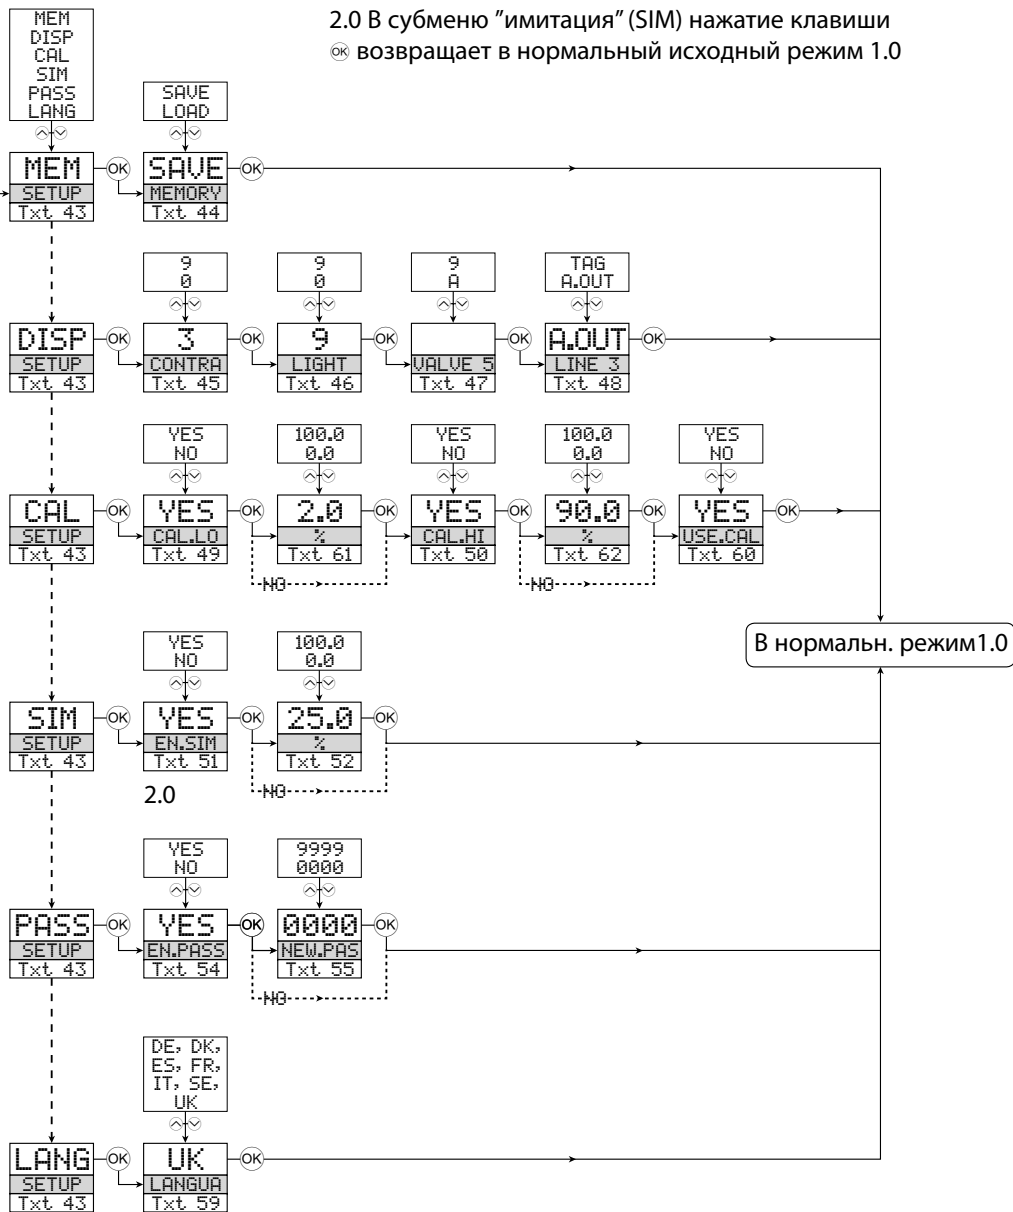 2.0 В субменю "имитация" (SIM) нажатие клавиши
OK возвращает в нормальный исходный режим 1.0
MEM
DISP
CAL
SIM
PASS
LANG
SAVE
LOAD
MEM OK SAVE OK
SETUP MEMORY
Txt 43 Txt 44
9 9 9 TAG
0 0 A A.OUT
DISP OK 3 OK 9 OK OK A.OUT OK
SETUP CONTRA LIGHT VALVE 5 LINE 3
Txt 43 Txt 45 Txt 46 Txt 47 Txt 48
YES 100.0 YES 100.0 YES
NO 0.0 NO 0.0 NO
CAL OK YES OK 2.0 OK YES OK 90.0 OK YES OK
SETUP CAL.LO % CAL.HI % USE.CAL
Txt 43 Txt 49 Txt 61 Txt 50 Txt 62 Txt 60
NO NO
В нормальн. режим1.0
YES 100.0
NO 0.0
SIM OK YES OK 25.0 OK
SETUP EN.SIM %
Txt 43 Txt 51 Txt 52
2.0 NO
YES 9999
NO 0000
PASS OK YES OK 0000 OK
SETUP EN.PASS NEW.PAS
Txt 43 Txt 54 Txt 55
NO
DE, DK,
ES, FR,
IT, SE,
UK
LANG OK UK OK
SETUP LANGUA
Txt 43 Txt 59